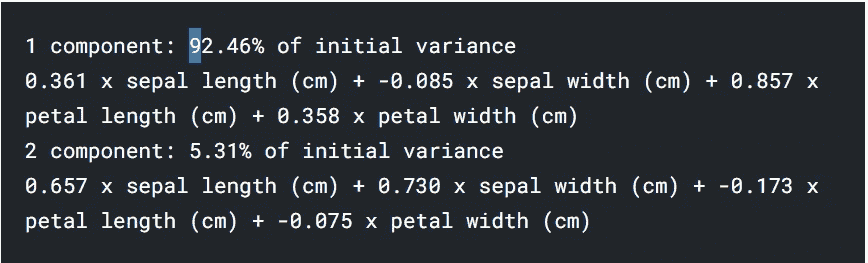 1 component: 92.46% of initial variance
0.361 x sepal length (cm) + -0.085 x sepal width (cm) + 0.857 x
petal length (cm) + 0.358 x petal width (cm)
2 component: 5.31% of initial variance
0.657 x sepal length (cm) + 0.730 x sepal width (cm) + -0.173 x
petal length (cm) + -0.075 x petal width (cm)